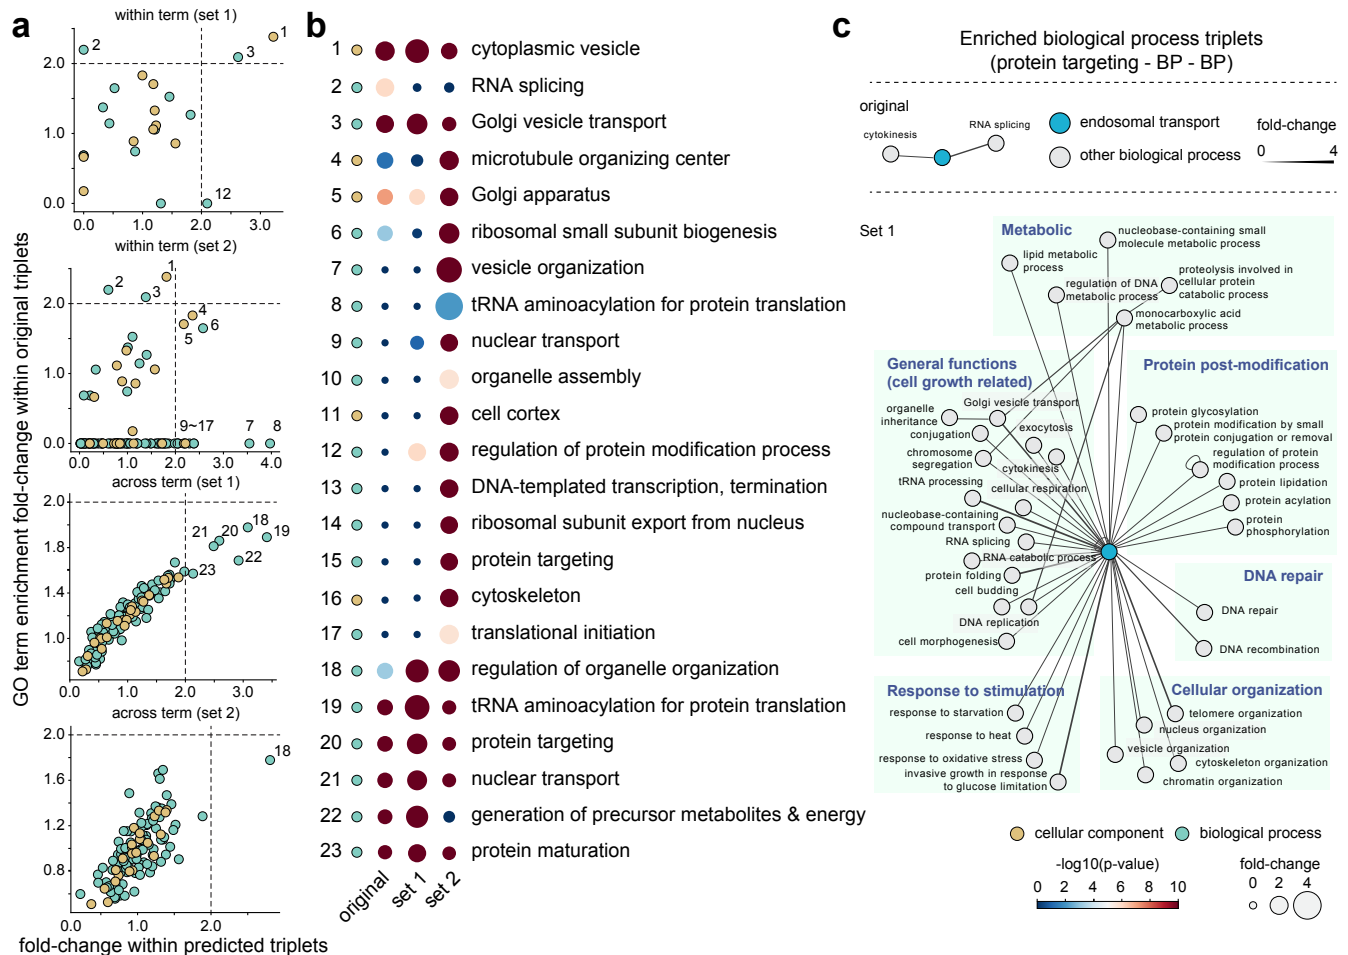 a
within term (set 1)
2
3
1
12
2.0
1.0
0.0
0.0 1.0 2.0 3.0
within term (set 2)
1
2
3
4
5
6
9~17
7
8
2.0
1.0
0.0
0.0 1.0 2.0 3.0 4.0
across term (set 1)
2.0
1.8
1.4
1.0
21 20 18
19
22
23
0.0 1.0 2.0 3.0
across term (set 2)
2.0
1.6
1.2
0.8
18
0.0 1.0 2.0
fold-change within predicted triplets
GO term enrichment fold-change within original triplets
b
1 cytoplasmic vesicle
2 RNA splicing
3 Golgi vesicle transport
4 microtubule organizing center
5 Golgi apparatus
6 ribosomal small subunit biogenesis
7 vesicle organization
8 tRNA aminoacylation for protein translation
9 nuclear transport
10 organelle assembly
11 cell cortex
12 regulation of protein modification process
13 DNA-templated transcription, termination
14 ribosomal subunit export from nucleus
15 protein targeting
16 cytoskeleton
17 translational initiation
18 regulation of organelle organization
19 tRNA aminoacylation for protein translation
20 protein targeting
21 nuclear transport
22 generation of precursor metabolites & energy
23 protein maturation
original
set 1
set 2
c
Enriched biological process triplets
(protein targeting - BP - BP)
original
cytokinesis
RNA splicing
endosomal transport
other biological process
fold-change
0 4
Set 1
Metabolic
nucleobase-containing small
molecule metabolic process
lipid metabolic
process
regulation of DNA
metabolic process
proteolysis involved in
cellular protein
catabolic process
monocarboxylic acid
metabolic process
General functions
(cell growth related)
Golgi vesicle transport
organelle
inheritance
conjugation
exocytosis
chromosome
segregation
cytokinesis
tRNA processing
cellular respiration
nucleobase-containing
compound transport
RNA splicing
RNA catabolic process
protein folding
cell budding
DNA replication
cell morphogenesis
Protein post-modification
protein glycosylation
protein modification by small
protein conjugation or removal
regulation of protein
modification process
protein lipidation
protein acylation
protein
phosphorylation
DNA repair
DNA repair
DNA recombination
Response to stimulation
response to starvation
response to heat
response to oxidative stress
invasive growth in response
to glucose limitation
Cellular organization
telomere organization
nucleus organization
vesicle organization
cytoskeleton organization
chromatin organization
cellular component
biological process
-log10(p-value)
0 2 4 6 8 10
fold-change
0 2 4